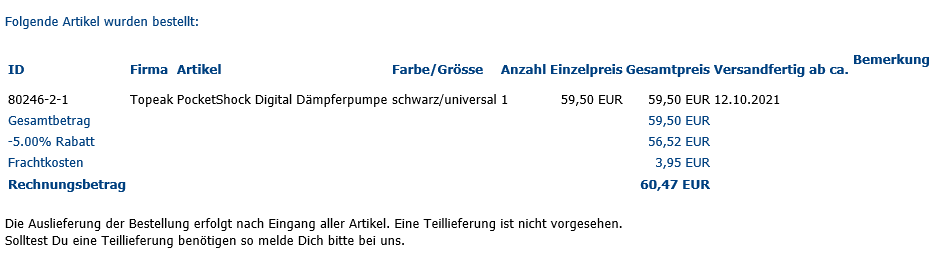 Folgende Artikel wurden bestellt:
ID Firma Artikel Farbe/Grösse Anzahl Einzelpreis Gesamtpreis Versandfertig ab ca. Bemerkung
80246-2-1 Topeak PocketShock Digital Dämpferpumpe schwarz/universal 1 59,50 EUR 59,50 EUR 12.10.2021
Gesamtbetrag 59,50 EUR
-5.00% Rabatt 56,52 EUR
Frachtkosten 3,95 EUR
Rechnungsbetrag 60,47 EUR
Die Auslieferung der Bestellung erfolgt nach Eingang aller Artikel. Eine Teillieferung ist nicht vorgesehen.
Solltest Du eine Teillieferung benötigen so melde Dich bitte bei uns.